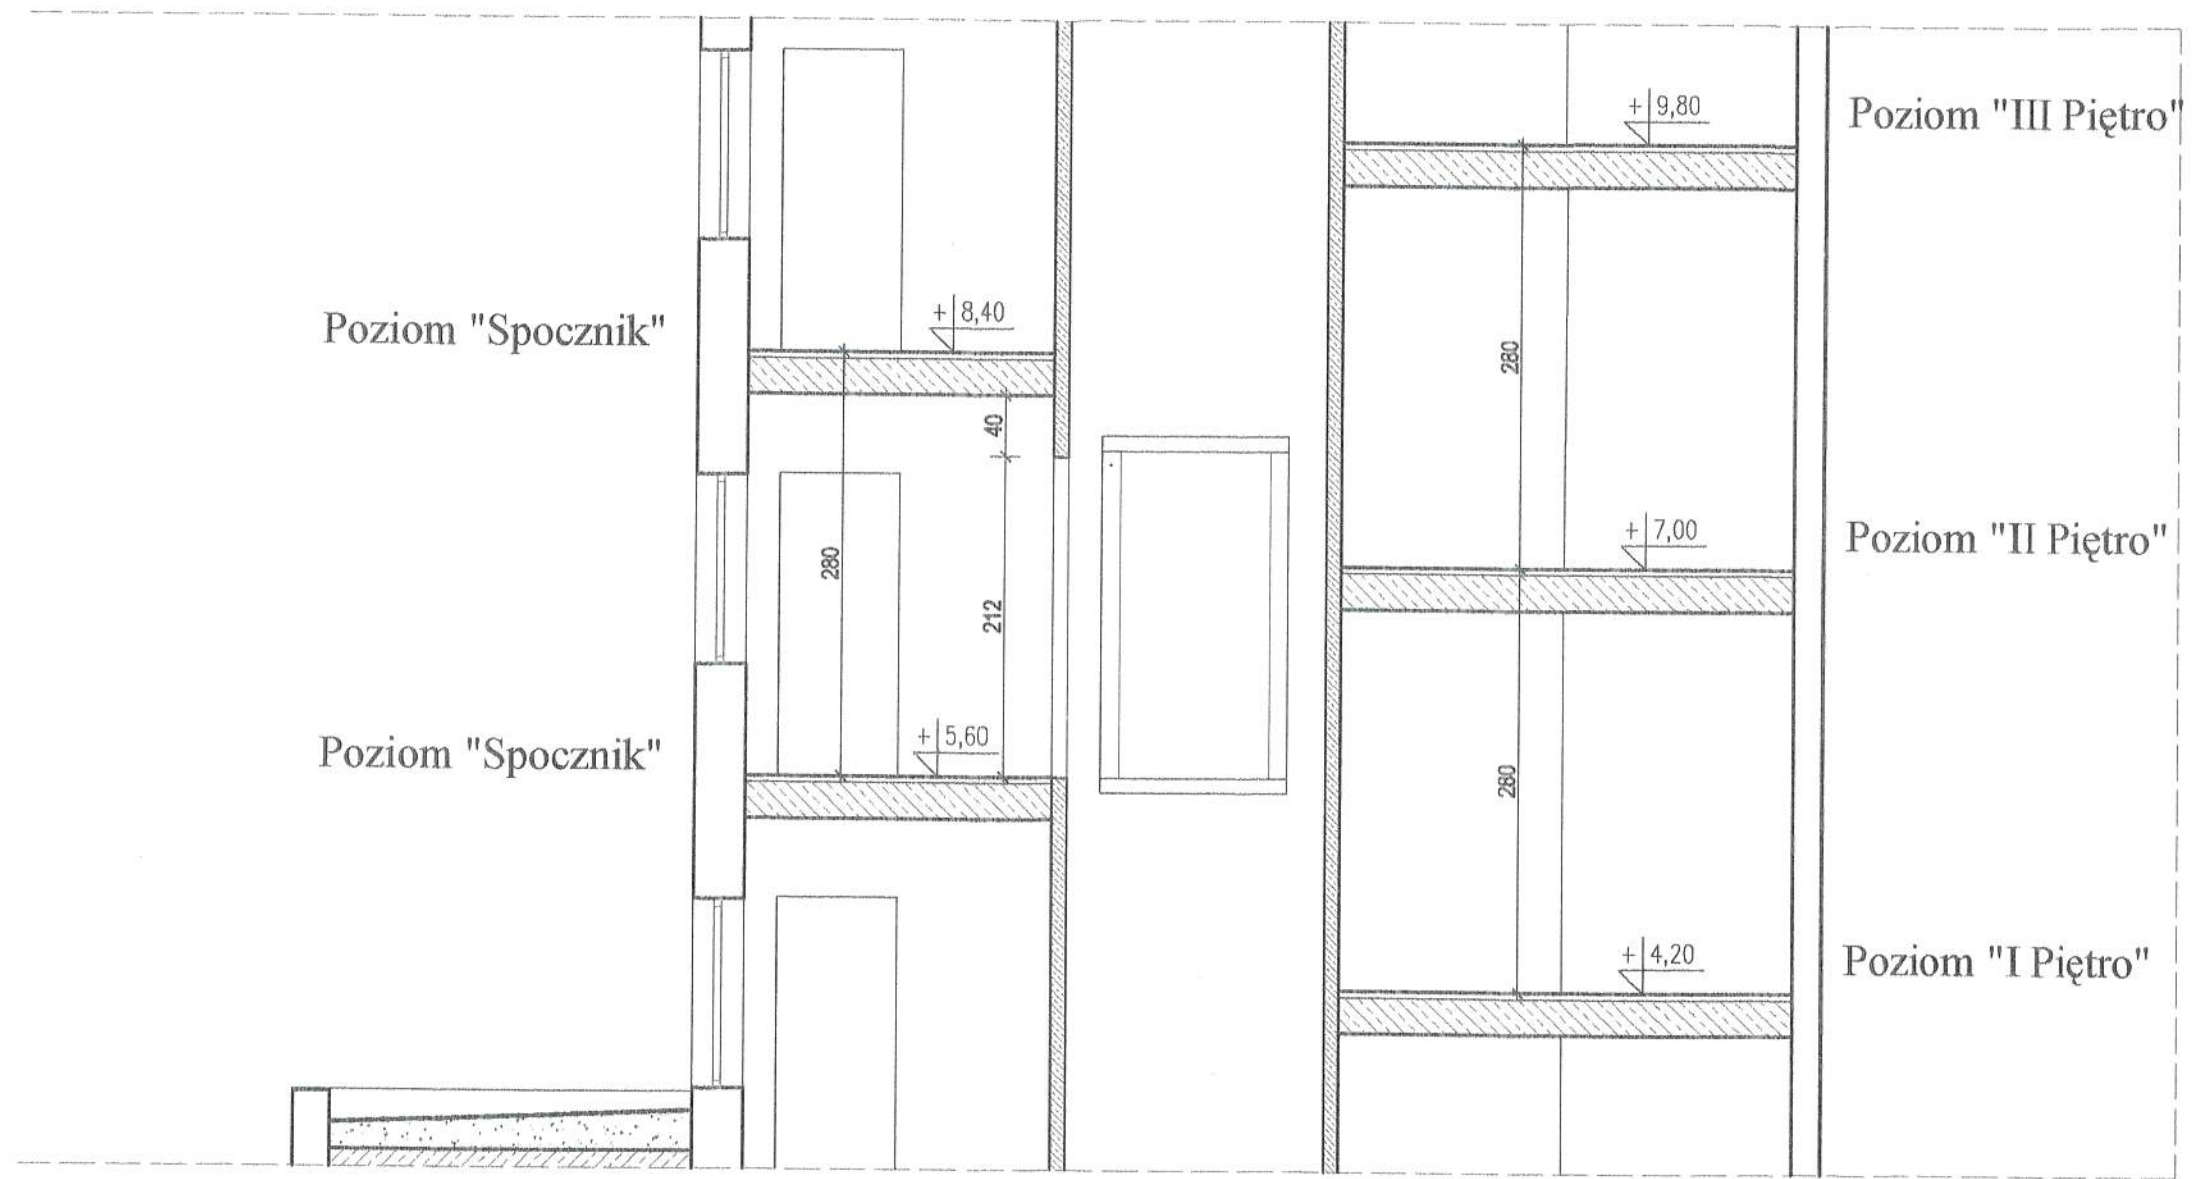 +9,80
Poziom "III Piętro"
+8,40
Poziom "Spocznik"
280
40
+7,00
Poziom "II Piętro"
280
212
+5,60
Poziom "Spocznik"
280
+4,20
Poziom "I Piętro"